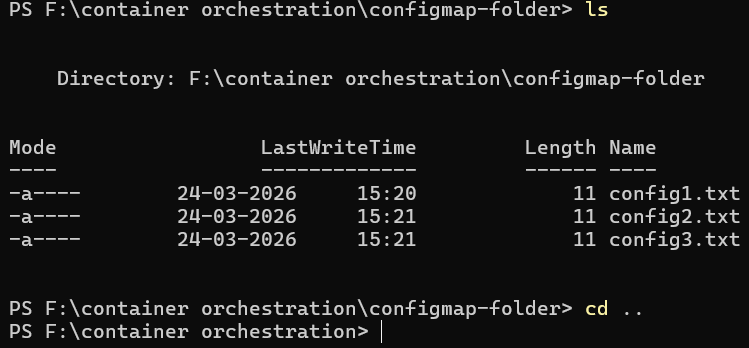 PS F:\container orchestration\configmap-folder> ls
Directory: F:\container orchestration\configmap-folder
Mode                 LastWriteTime         Length Name
----                 -------------         ------ ----
-a----        24-03-2026     15:20             11 config1.txt
-a----        24-03-2026     15:21             11 config2.txt
-a----        24-03-2026     15:21             11 config3.txt
PS F:\container orchestration\configmap-folder> cd ..
PS F:\container orchestration>